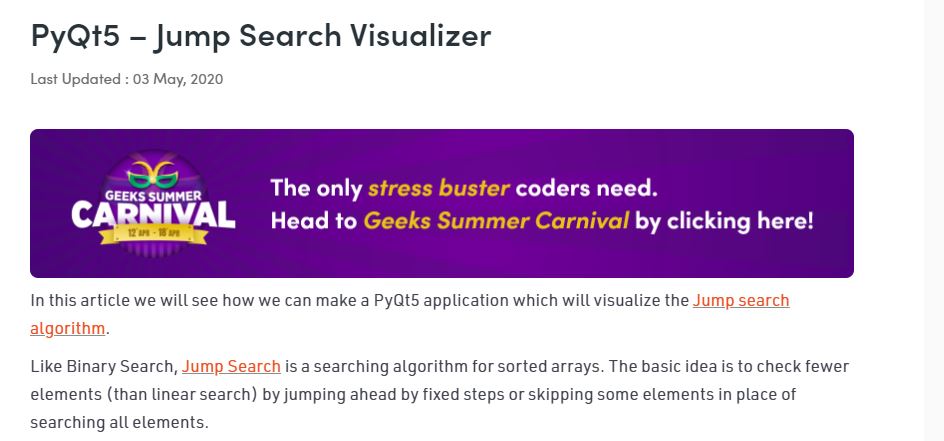 PyQt5 – Jump Search Visualizer
Last Updated : 03 May, 2020
GEEKS SUMMER
CARNIVAL
12 APR - 18 APR
The only stress buster coders need.
Head to Geeks Summer Carnival by clicking here!
In this article we will see how we can make a PyQt5 application which will visualize the Jump search
algorithm.
Like Binary Search, Jump Search is a searching algorithm for sorted arrays. The basic idea is to check fewer
elements (than linear search) by jumping ahead by fixed steps or skipping some elements in place of
searching all elements.